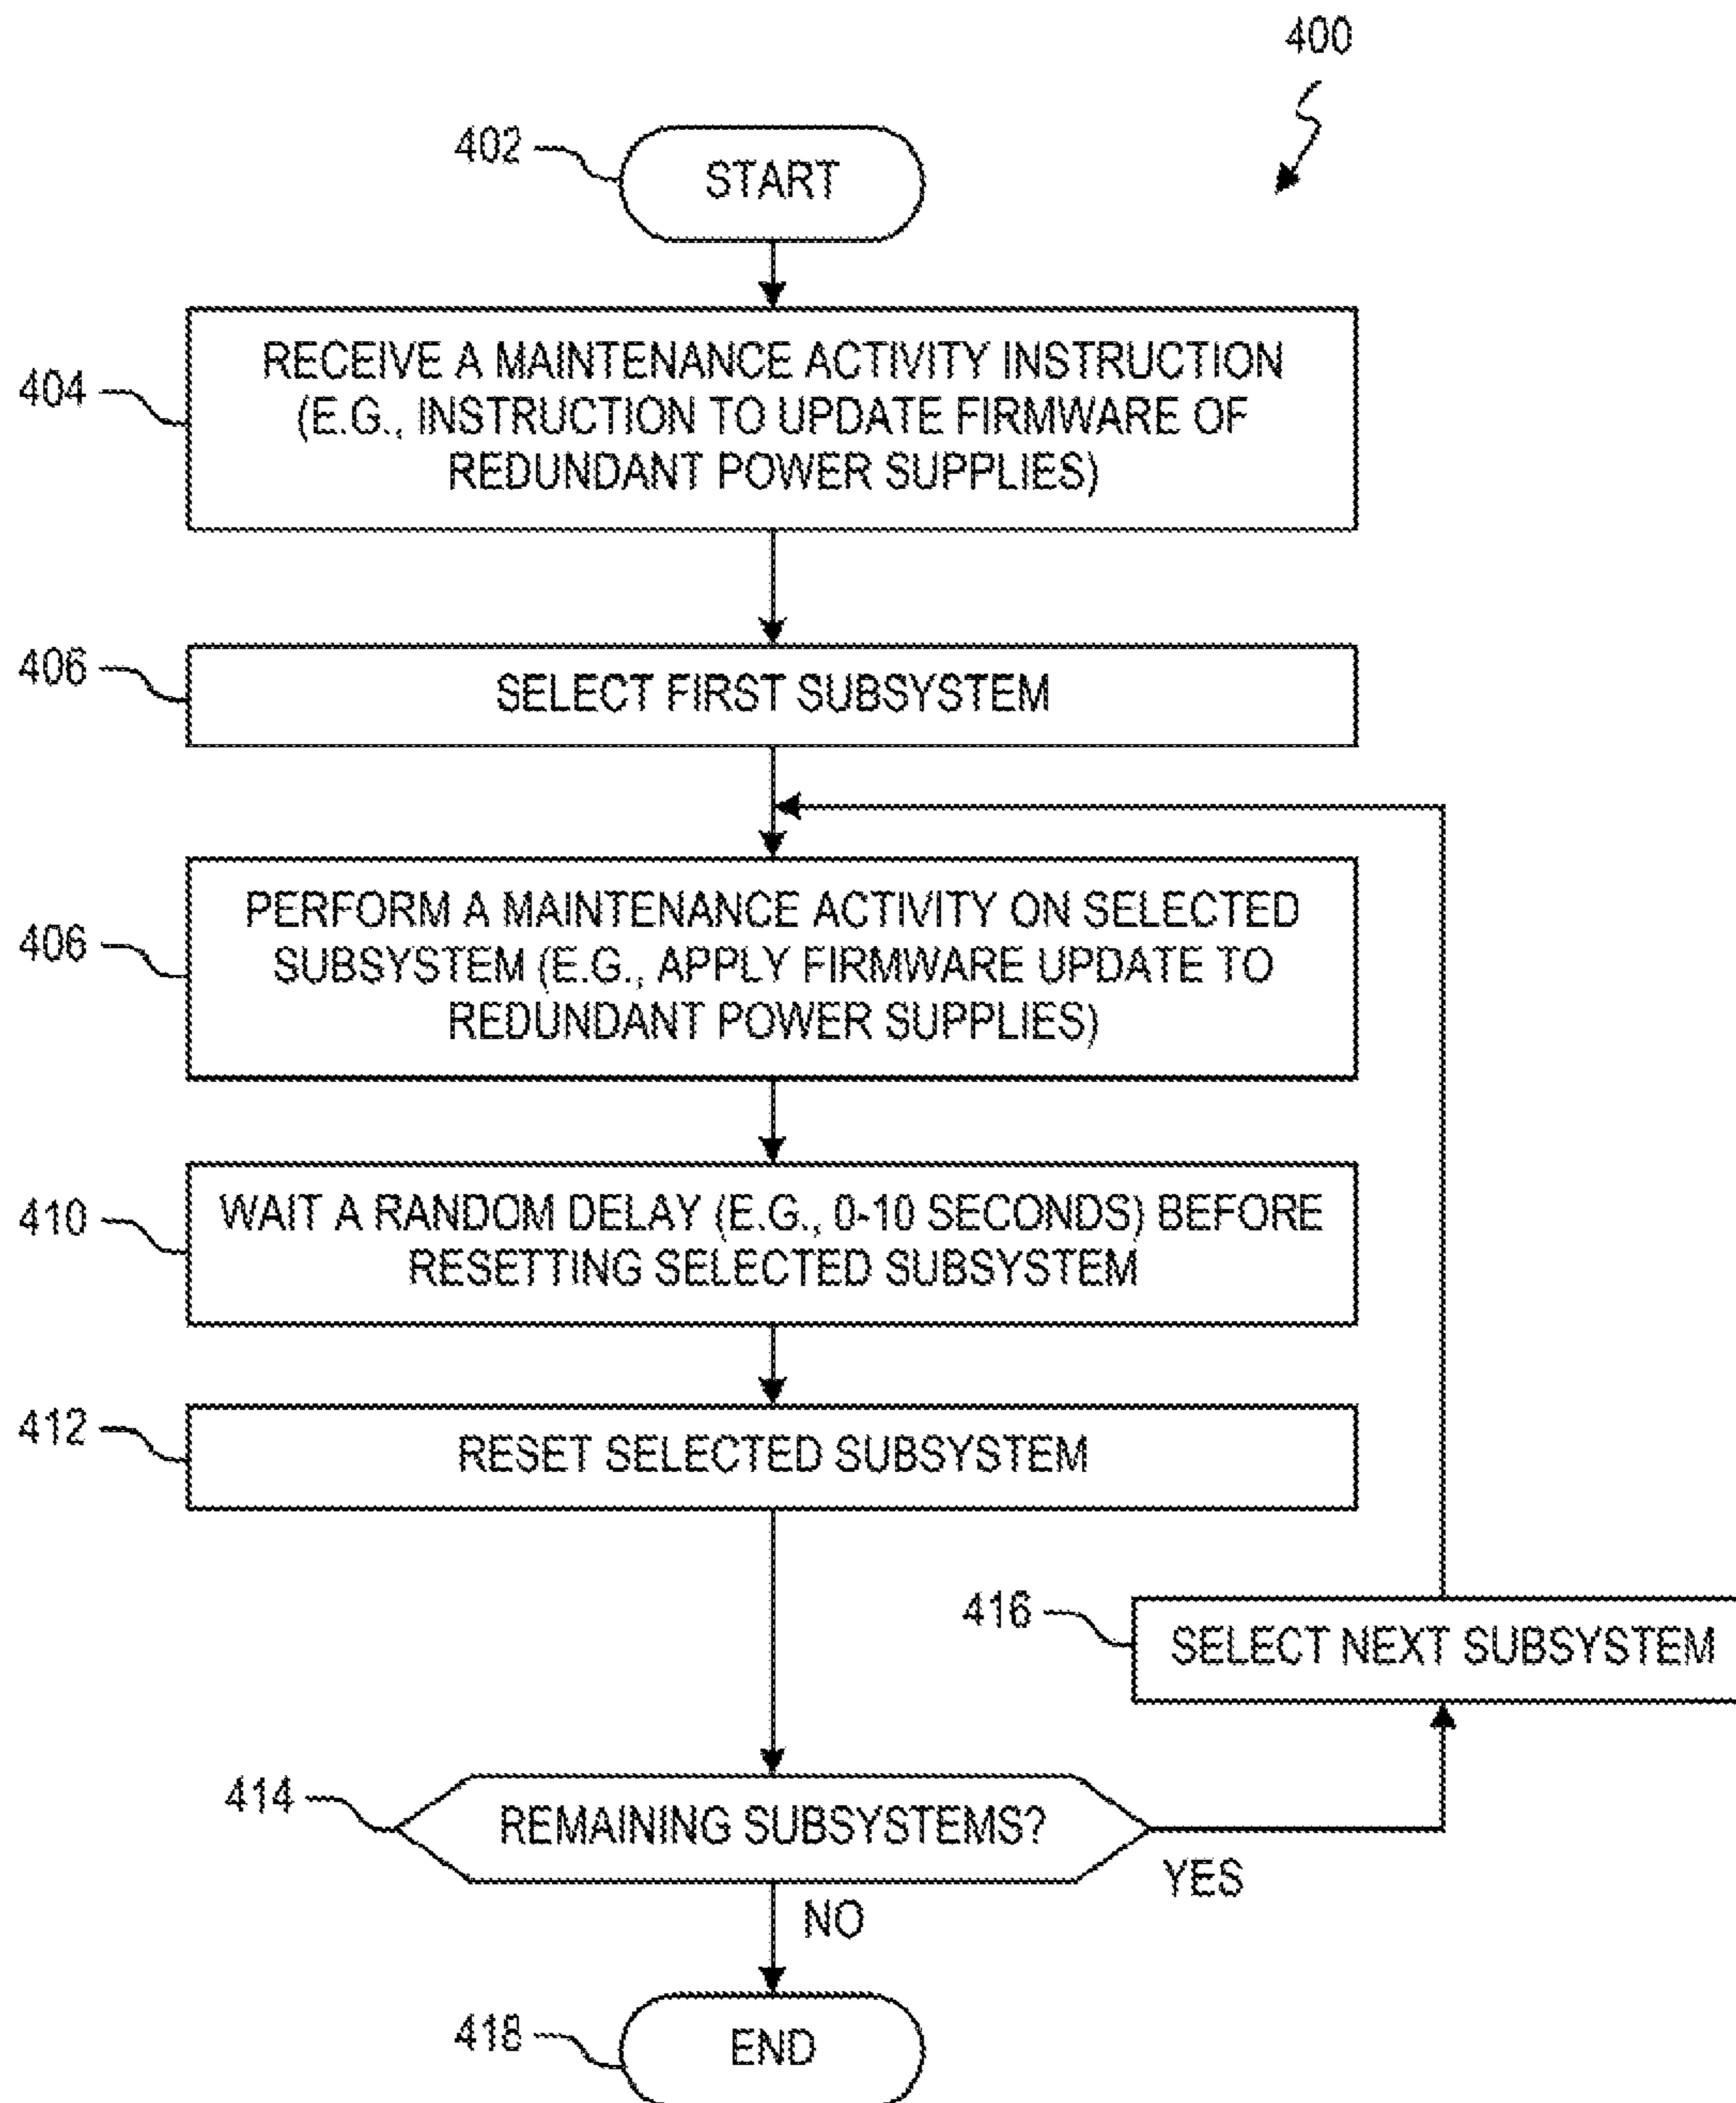 400
402
START
404
RECEIVE A MAINTENANCE ACTIVITY INSTRUCTION
(E.G., INSTRUCTION TO UPDATE FIRMWARE OF
REDUNDANT POWER SUPPLIES)
406
SELECT FIRST SUBSYSTEM
406
PERFORM A MAINTENANCE ACTIVITY ON SELECTED
SUBSYSTEM (E.G., APPLY FIRMWARE UPDATE TO
REDUNDANT POWER SUPPLIES)
410
WAIT A RANDOM DELAY (E.G., 0-10 SECONDS) BEFORE
RESETTING SELECTED SUBSYSTEM
412
RESET SELECTED SUBSYSTEM
416
SELECT NEXT SUBSYSTEM
414
REMAINING SUBSYSTEMS?
YES
NO
418
END